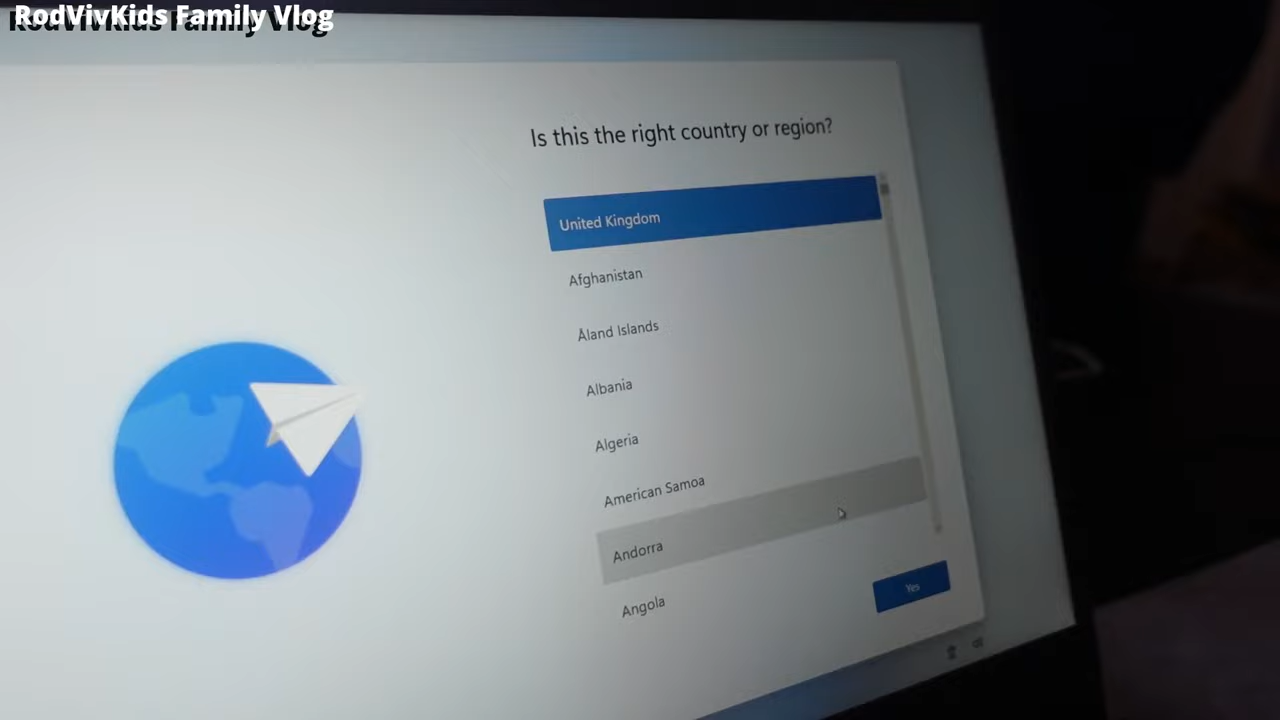 RodVivKids Family Vlog
Is this the right country or region?
United Kingdom
Afghanistan
Åland Islands
Albania
Algeria
American Samoa
Andorra
Angola
Yes